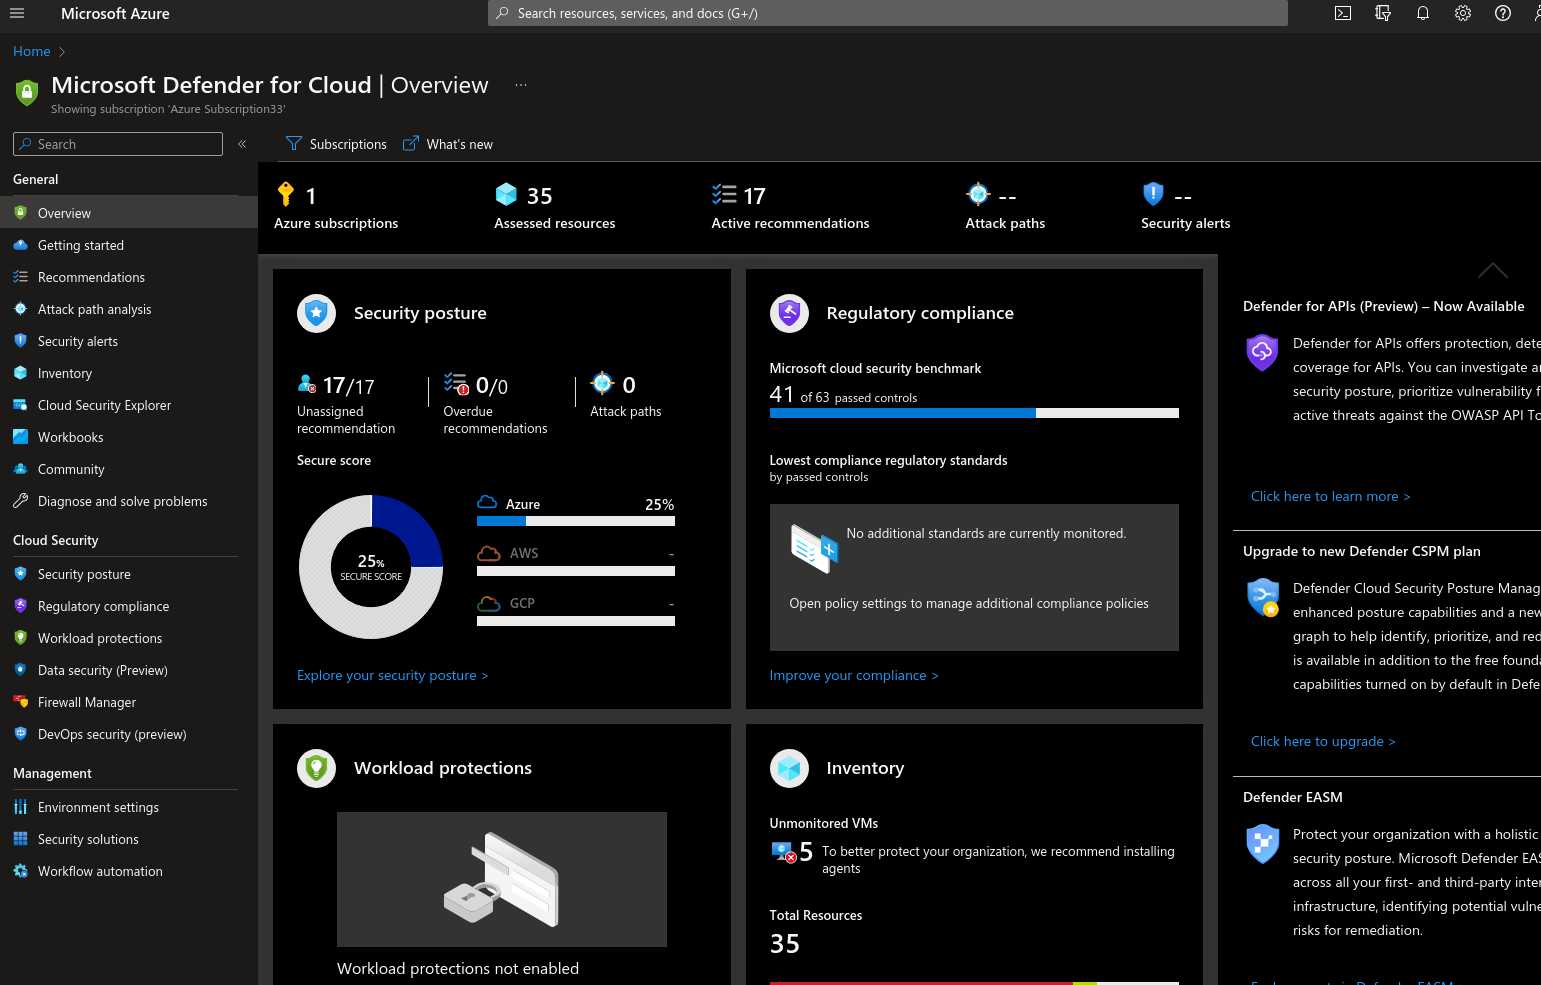 Microsoft Azure
Search resources, services, and docs (G+/)
Home
Microsoft Defender for Cloud | Overview ...
Showing subscription 'Azure Subscription33'
Search
«
Subscriptions
What's new
General
Overview
Getting started
Recommendations
Attack path analysis
Security alerts
Inventory
Cloud Security Explorer
Workbooks
Community
Diagnose and solve problems
Cloud Security
Security posture
Regulatory compliance
Workload protections
Data security (Preview)
Firewall Manager
DevOps security (preview)
Management
Environment settings
Security solutions
Workflow automation
1
Azure subscriptions
35
Assessed resources
17
Active recommendations
--
Attack paths
--
Security alerts
Security posture
17/17
Unassigned
recommendation
0/0
Overdue
recommendations
0
Attack paths
Secure score
25%
SECURE SCORE
Azure 25%
AWS -
GCP -
Explore your security posture >
Regulatory compliance
Microsoft cloud security benchmark
41 of 63 passed controls
Lowest compliance regulatory standards
by passed controls
No additional standards are currently monitored.
Open policy settings to manage additional compliance policies
Improve your compliance >
Workload protections
Workload protections not enabled
Inventory
Unmonitored VMs
5 To better protect your organization, we recommend installing
agents
Total Resources
35
Defender for APIs (Preview) – Now Available
Defender for APIs offers protection, dete
coverage for APIs. You can investigate a
security posture, prioritize vulnerability f
active threats against the OWASP API To
Click here to learn more >
Upgrade to new Defender CSPM plan
Defender Cloud Security Posture Manag
enhanced posture capabilities and a new
graph to help identify, prioritize, and red
is available in addition to the free founda
capabilities turned on by default in Defe
Click here to upgrade >
Defender EASM
Protect your organization with a holistic
security posture. Microsoft Defender EAS
across all your first- and third-party inter
infrastructure, identifying potential vulne
risks for remediation.